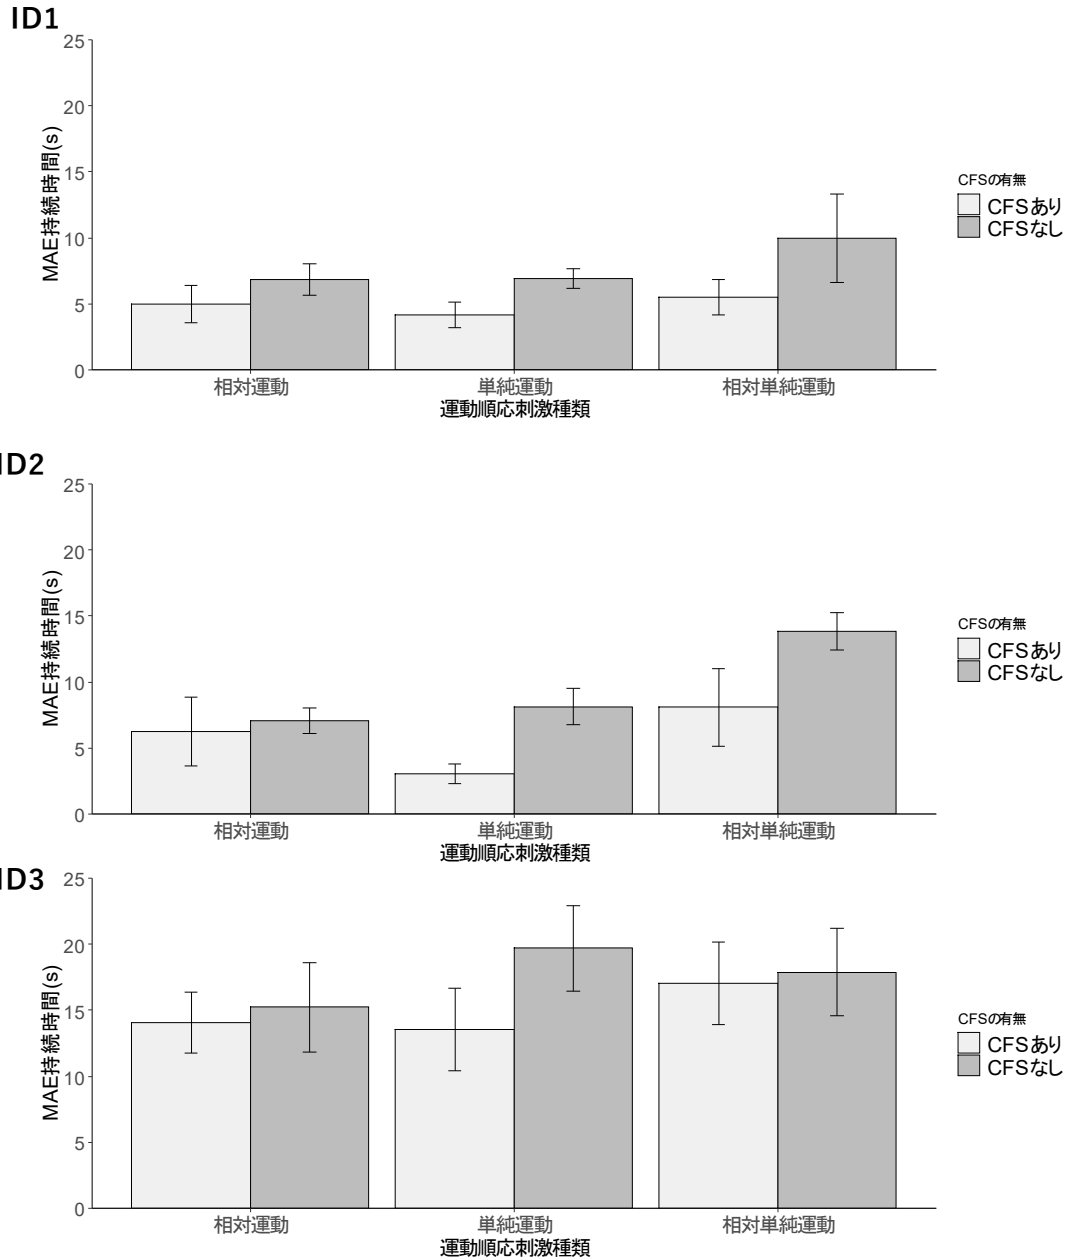 ID1
25
20
15
10
5
0
MAE持続時間(s)
相対運動 単純運動 相対単純運動
運動順応刺激種類
CFSの有無
CFSあり
CFSなし
ID2
25
20
15
10
5
0
MAE持続時間(s)
相対運動 単純運動 相対単純運動
運動順応刺激種類
CFSの有無
CFSあり
CFSなし
ID3
25
20
15
10
5
0
MAE持続時間(s)
相対運動 単純運動 相対単純運動
運動順応刺激種類
CFSの有無
CFSあり
CFSなし